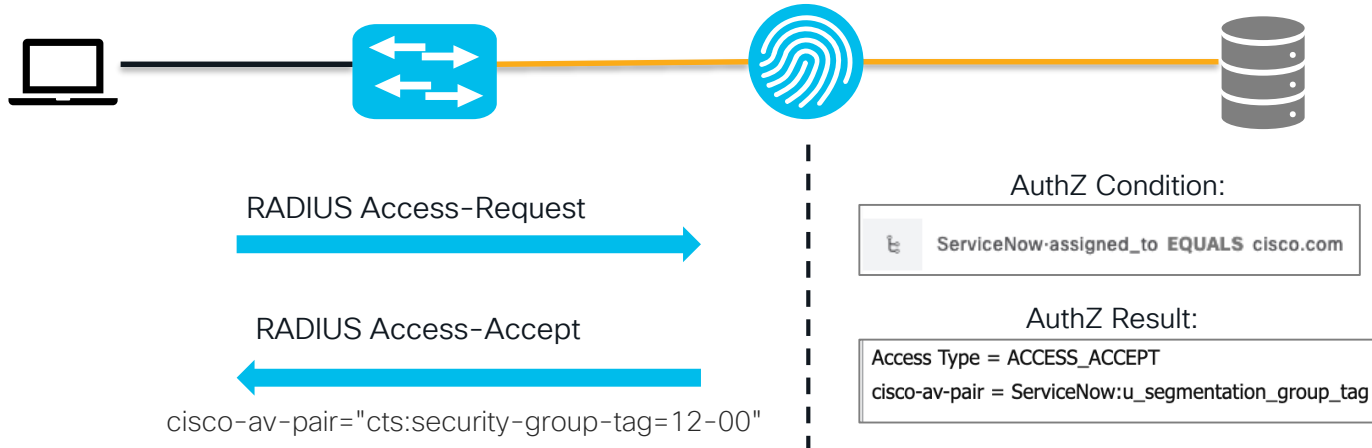 RADIUS Access-Request
RADIUS Access-Accept
cisco-av-pair="cts:security-group-tag=12-00"
AuthZ Condition:
ServiceNow·assigned_to EQUALS cisco.com
AuthZ Result:
Access Type = ACCESS_ACCEPT
cisco-av-pair = ServiceNow:u_segmentation_group_tag